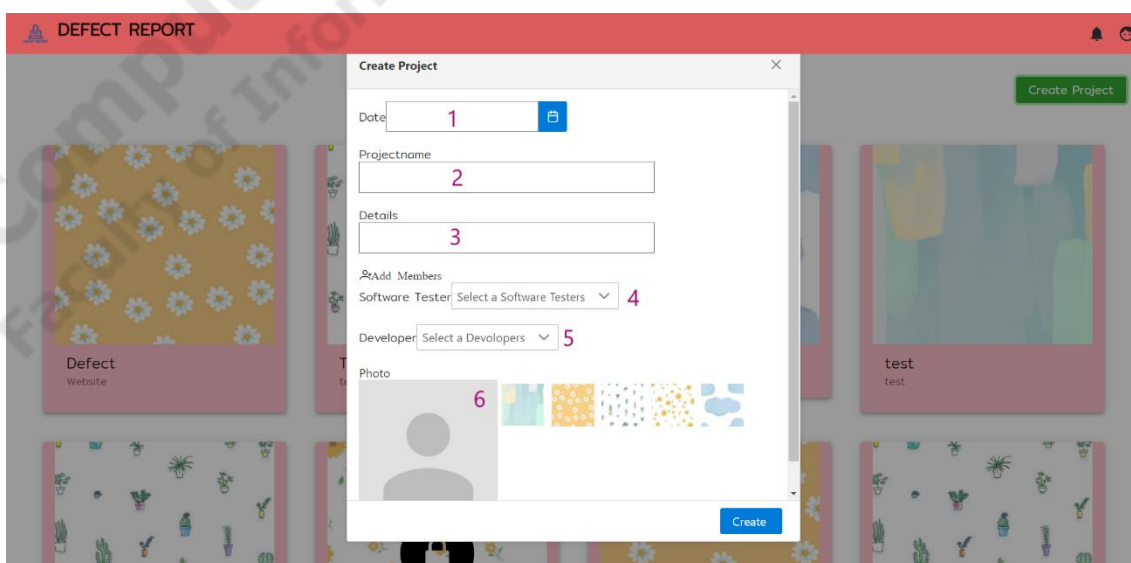 DEFECT REPORT
Create Project
Create Project
Date 1
Projectname
2
Details
3
Add Members
Software Tester Select a Software Testers 4
Developer Select a Devolopers 5
Photo
6
Defect
Website
test
test
Create